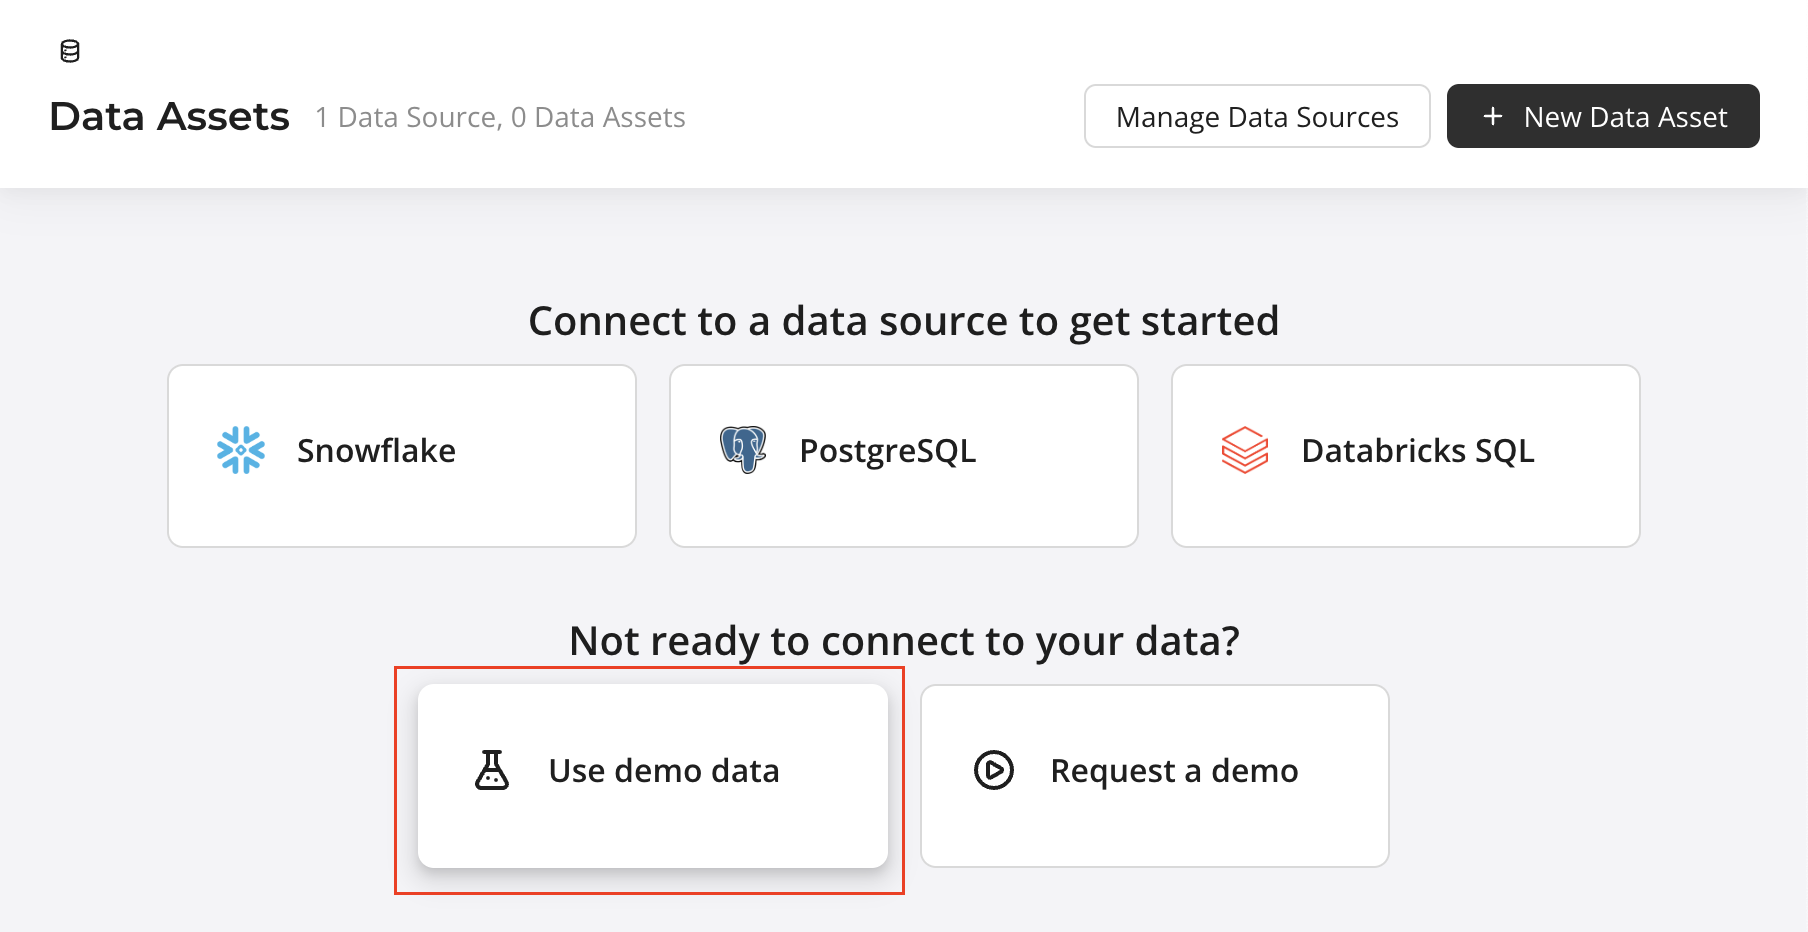 Data Assets 1 Data Source, 0 Data Assets Manage Data Sources + New Data Asset
Connect to a data source to get started
Snowflake PostgreSQL Databricks SQL
Not ready to connect to your data?
Use demo data Request a demo